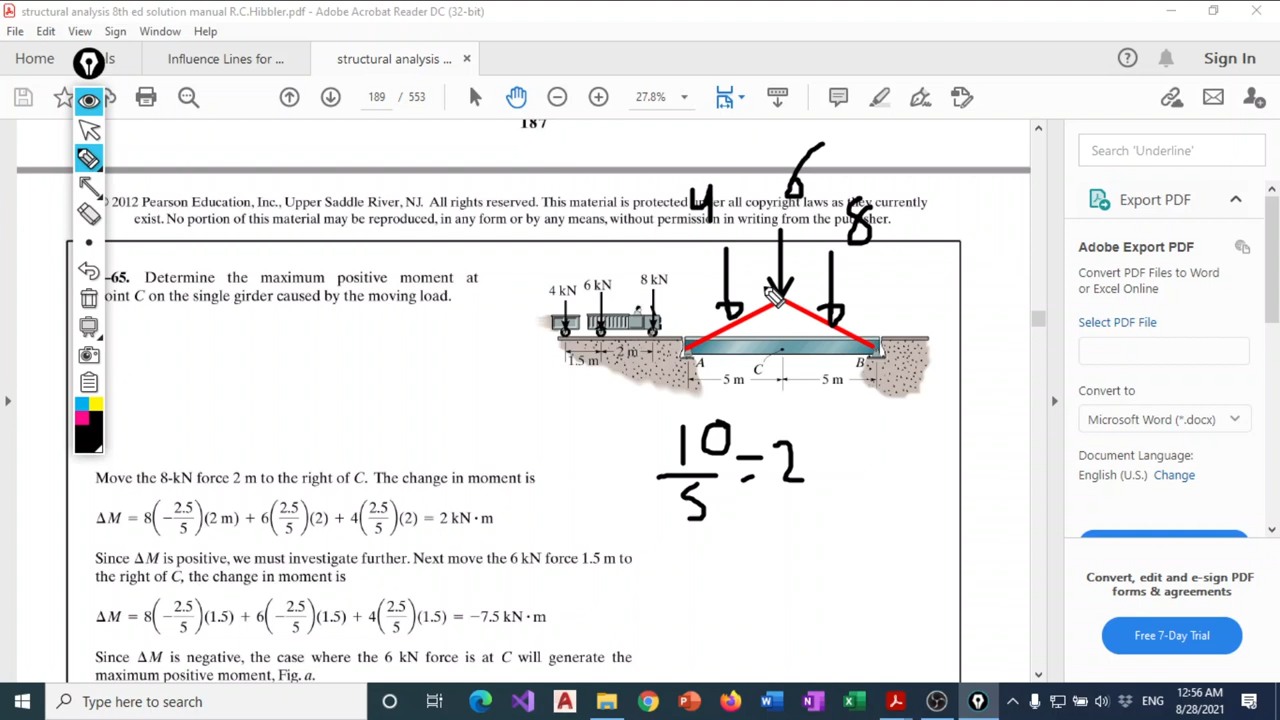 structural analysis 8th ed solution manual R.C.Hibbler.pdf - Adobe Acrobat Reader DC (32-bit)
File Edit View Sign Window Help
Home ls Influence Lines for ... structural analysis ... × Sign In
189 / 553 27.8%
187
2012 Pearson Education, Inc., Upper Saddle River, NJ. All rights reserved. This material is protected under all copyright laws as they currently
exist. No portion of this material may be reproduced, in any form or by any means, without permission in writing from the publisher.
4 6 8
–65. Determine the maximum positive moment at
oint C on the single girder caused by the moving load.
4 kN 6 kN 8 kN
1.5 m 2 m
A C B
5 m 5 m
10/5 = 2
Move the 8-kN force 2 m to the right of C. The change in moment is
ΔM = 8(-2.5/5)(2 m) + 6(2.5/5)(2) + 4(2.5/5)(2) = 2 kN · m
Since ΔM is positive, we must investigate further. Next move the 6 kN force 1.5 m to
the right of C, the change in moment is
ΔM = 8(-2.5/5)(1.5) + 6(-2.5/5)(1.5) + 4(2.5/5)(1.5) = -7.5 kN · m
Since ΔM is negative, the case where the 6 kN force is at C will generate the
maximum positive moment, Fig. a.
Search 'Underline'
Export PDF
Adobe Export PDF
Convert PDF Files to Word
or Excel Online
Select PDF File
Convert to
Microsoft Word (*.docx)
Document Language:
English (U.S.) Change
Convert, edit and e-sign PDF
forms & agreements
Free 7-Day Trial
Type here to search
ENG
12:56 AM
8/28/2021